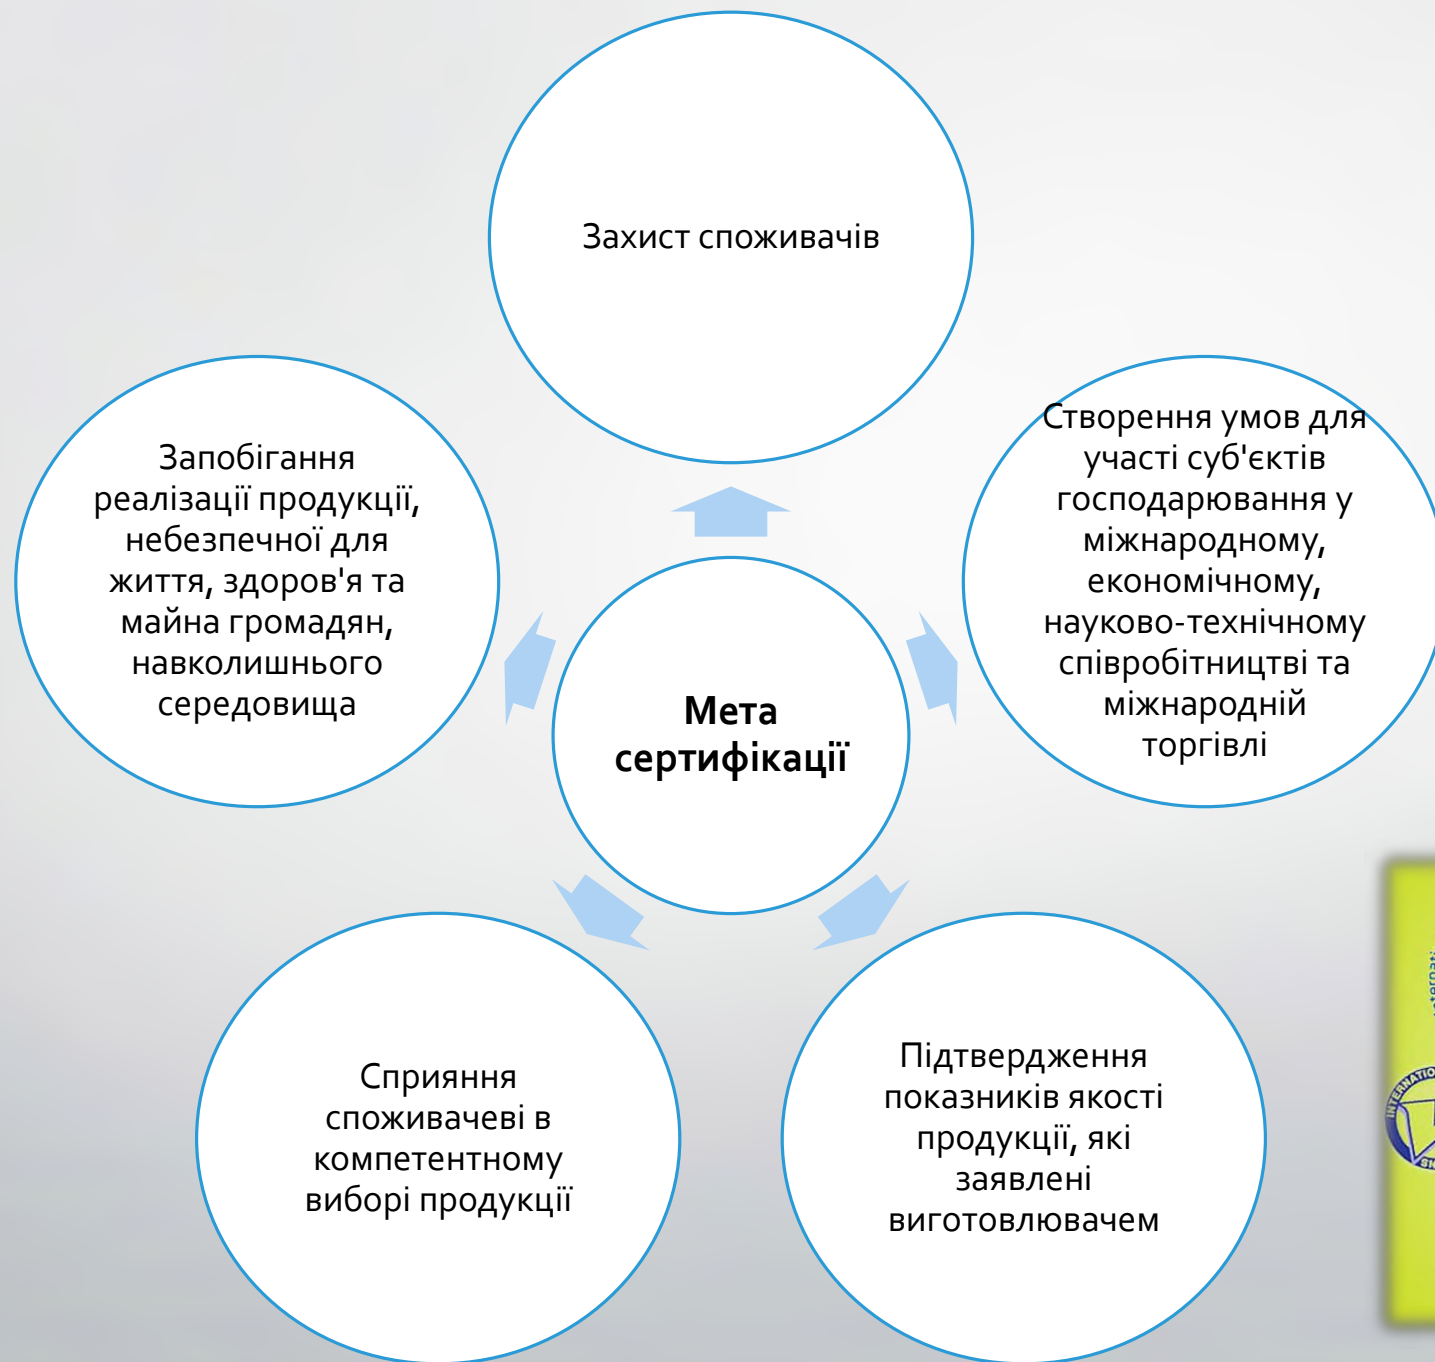 Захист споживачів
Запобігання
реалізації продукції,
небезпечної для
життя, здоров'я та
майна громадян,
навколишнього
середовища
Створення умов для
участі суб'єктів
господарювання у
міжнародному,
економічному,
науково-технічному
співробітництві та
міжнародній
торгівлі
Мета
сертифікації
Сприяння
споживачеві в
компетентному
виборі продукції
Підтвердження
показників якості
продукції, які
заявлені
виготовлювачем